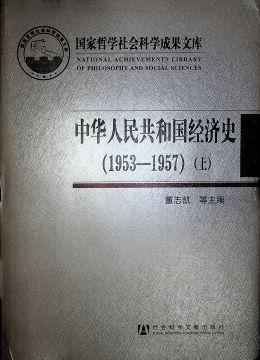 国家哲学社会科学成果文库
NATIONAL ACHIEVEMENTS LIBRARY
OF PHILOSOPHY AND SOCIAL SCIENCES
中华人民共和国经济史
(1953—1957)(上)
董志凯 等主编
社会科学文献出版社